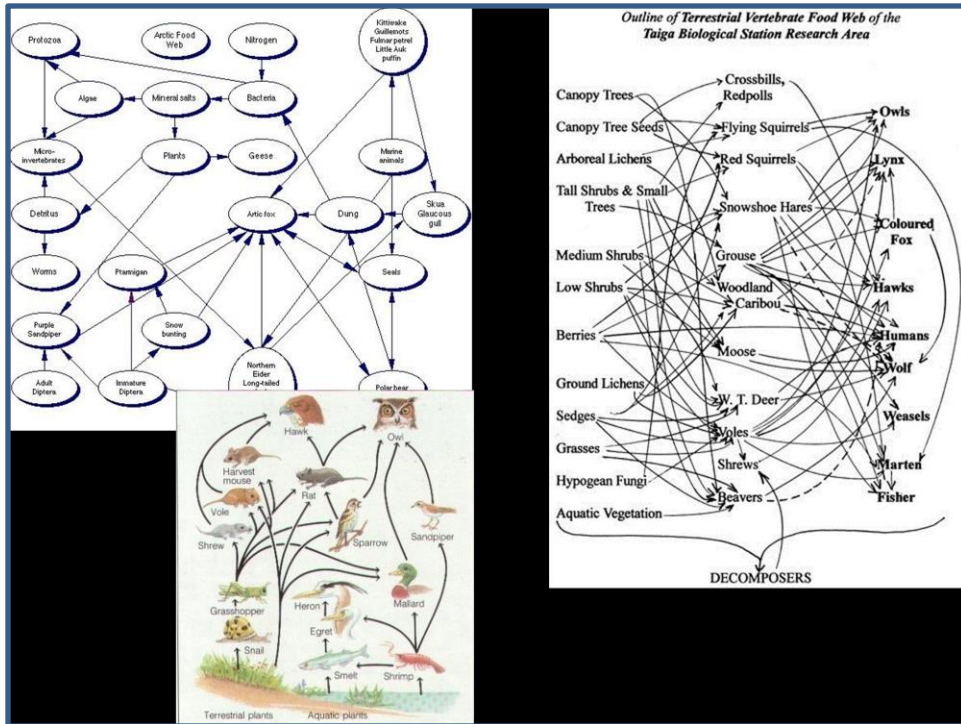 Protozoa
Arctic Food
Web
Nitrogen
Kittiwake
Guillemots
Fulmar petrel
Little Auk
puffin
Algae
Mineral salts
Bacteria
Micro-
invertebrates
Plants
Geese
Marine
animals
Detritus
Artic fox
Dung
Skua
Glaucous
gull
Worms
Ptarmigan
Seals
Purple
Sandpiper
Snow
bunting
Adult
Diptera
Immature
Diptera
Northern
Eider
Long-tailed
Polar bear
Outline of Terrestrial Vertebrate Food Web of the
Taiga Biological Station Research Area
Canopy Trees
Canopy Tree Seeds
Arboreal Lichens
Tall Shrubs & Small
Trees
Medium Shrubs
Low Shrubs
Berries
Ground Lichens
Sedges
Grasses
Hypogean Fungi
Aquatic Vegetation
Crossbills,
Redpolls
Flying Squirrels
Red Squirrels
Snowshoe Hares
Grouse
Woodland
Caribou
Moose
W. T. Deer
Voles
Shrews
Beavers
Owls
Lynx
Coloured
Fox
Hawks
Humans
Wolf
Weasels
Marten
Fisher
DECOMPOSERS
Hawk
Owl
Harvest
mouse
Rat
Vole
Shrew
Sparrow
Sandpiper
Grasshopper
Heron
Mallard
Egret
Snail
Smelt
Shrimp
Terrestrial plants
Aquatic plants